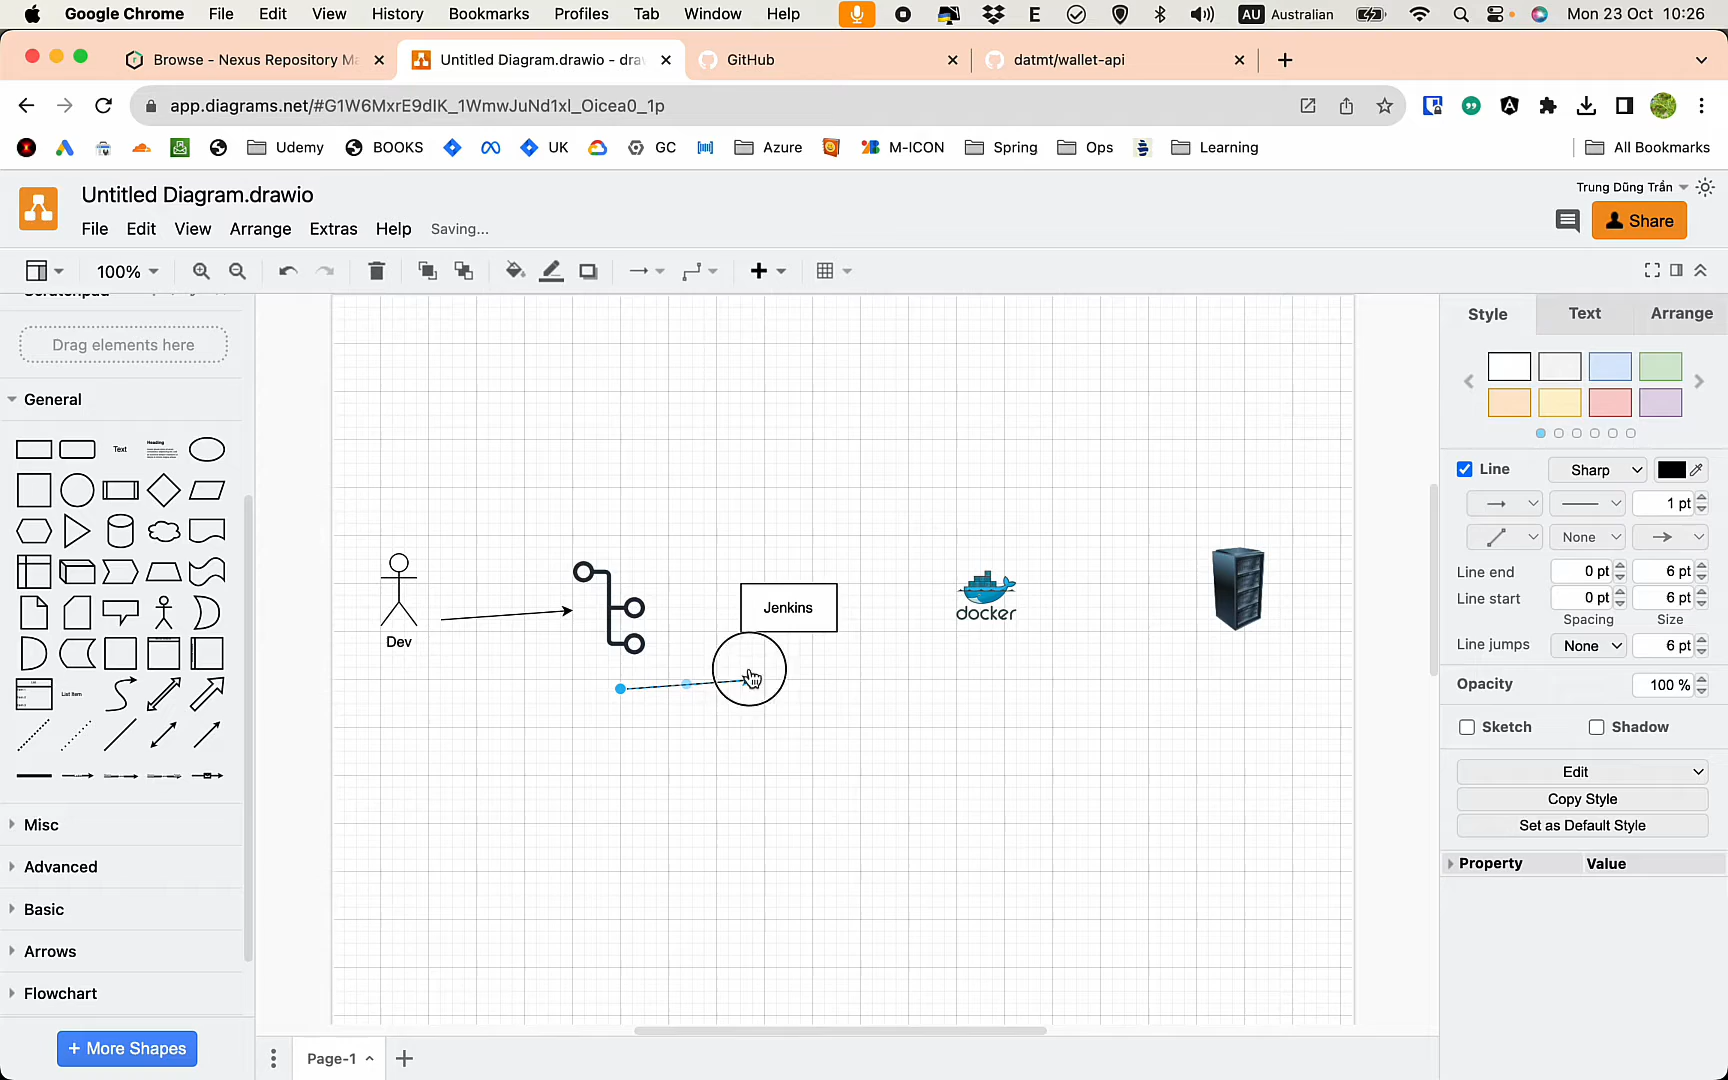 Google Chrome File Edit View History Bookmarks Profiles Tab Window Help E AU Australian Mon 23 Oct 10:26
Browse - Nexus Repository Ma Untitled Diagram.drawio - draw GitHub datmt/wallet-api
app.diagrams.net/#G1W6MxrE9dIK_1WmwJuNd1xl_Oicea0_1p
Udemy BOOKS UK GC Azure M-ICON Spring Ops Learning All Bookmarks
Untitled Diagram.drawio
Trung Dũng Trần
File Edit View Arrange Extras Help Saving...
Share
100%
Scratchpad
Drag elements here
General
Text
Heading
List Item
Misc
Advanced
Basic
Arrows
Flowchart
+ More Shapes
Dev
Jenkins
docker
Page-1
Style Text Arrange
Line Sharp
1 pt
None
Line end 0 pt 6 pt
Line start 0 pt 6 pt
Spacing Size
Line jumps None 6 pt
Opacity 100 %
Sketch Shadow
Edit
Copy Style
Set as Default Style
Property Value